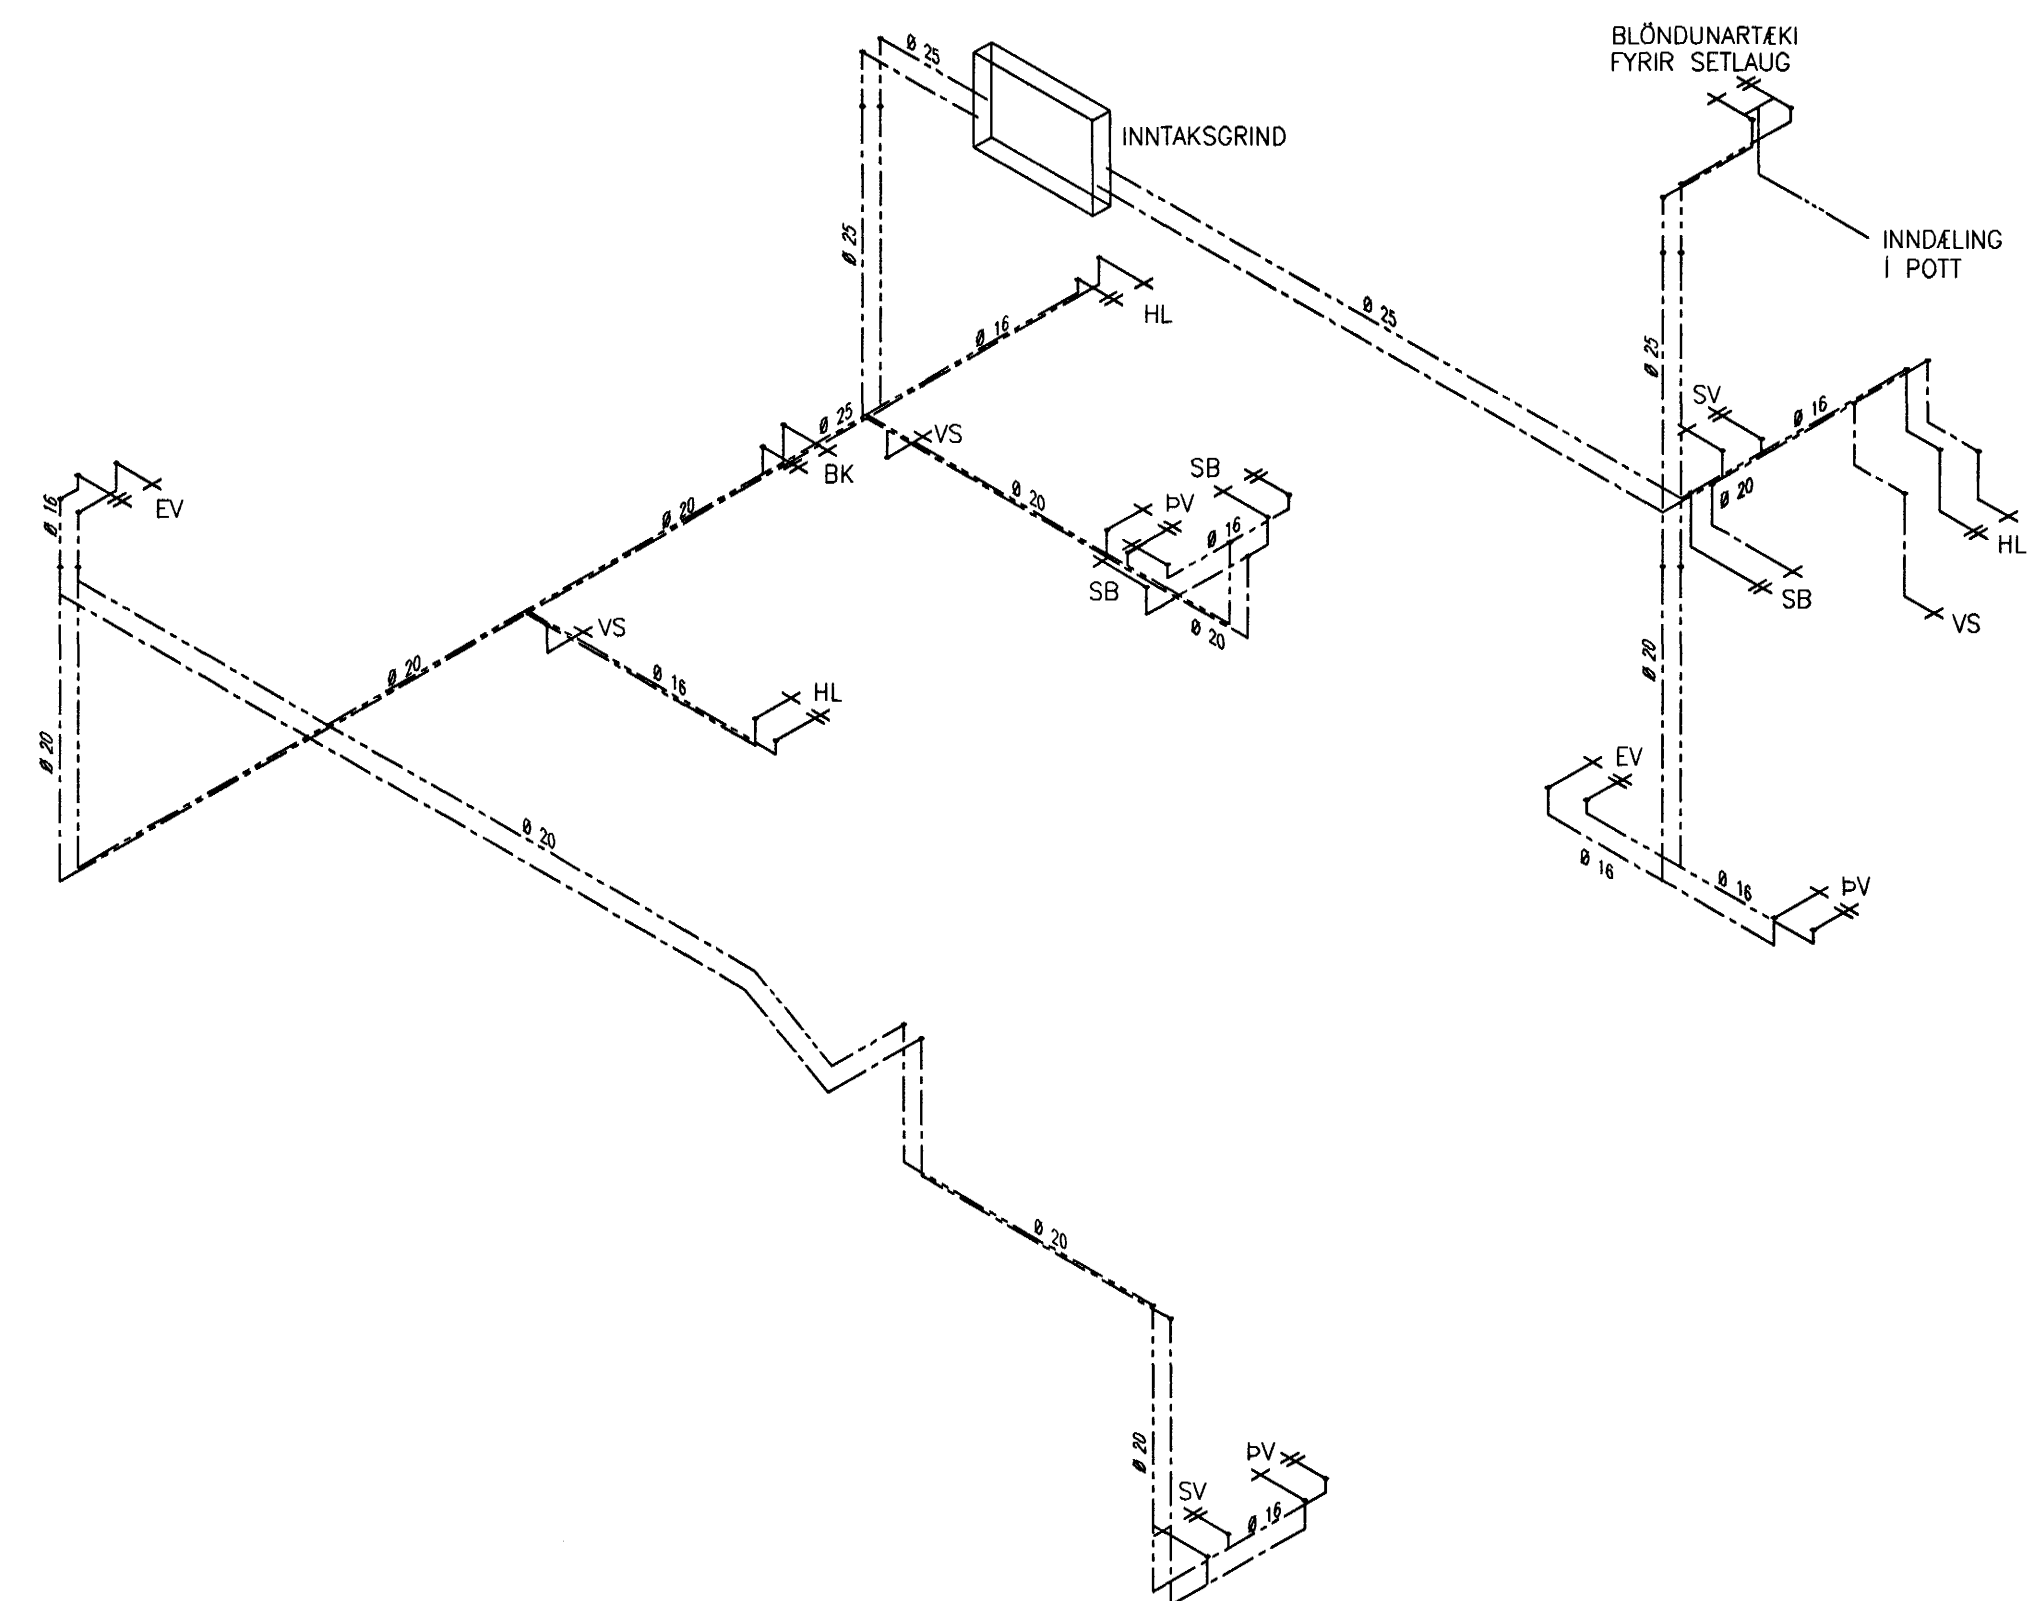 BLÖNDUNARTÆKI
FYRIR SETLAUG
Ø 25
INNTAKSGRIND
INNDÆLING
Í POTT
Ø 25
Ø 16
HL
Ø 25
Ø 25
Ø 25
VS
BK
SV
Ø 16
SB
Ø 20
ÞV
Ø 16
SB
Ø 20
Ø 20
HL
SB
VS
EV
Ø 16
Ø 20
VS
Ø 20
Ø 16
HL
Ø 20
Ø 20
Ø 20
Ø 20
EV
Ø 16
Ø 16
ÞV
Ø 20
Ø 20
ÞV
SV
Ø 16